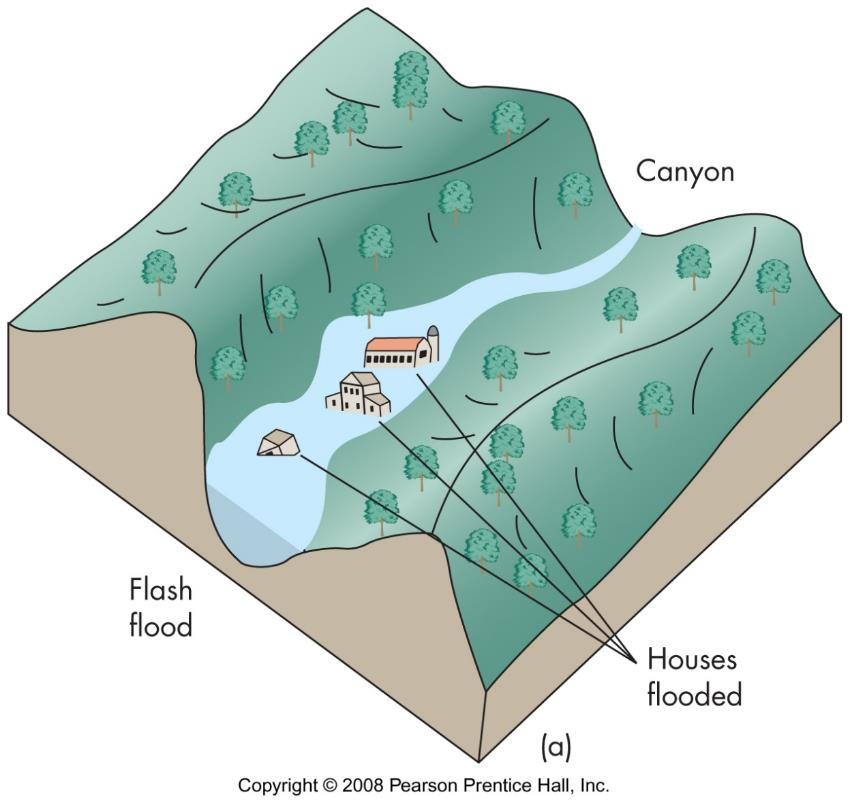 Canyon
Flash
flood
Houses
flooded
(a)
Copyright © 2008 Pearson Prentice Hall, Inc.